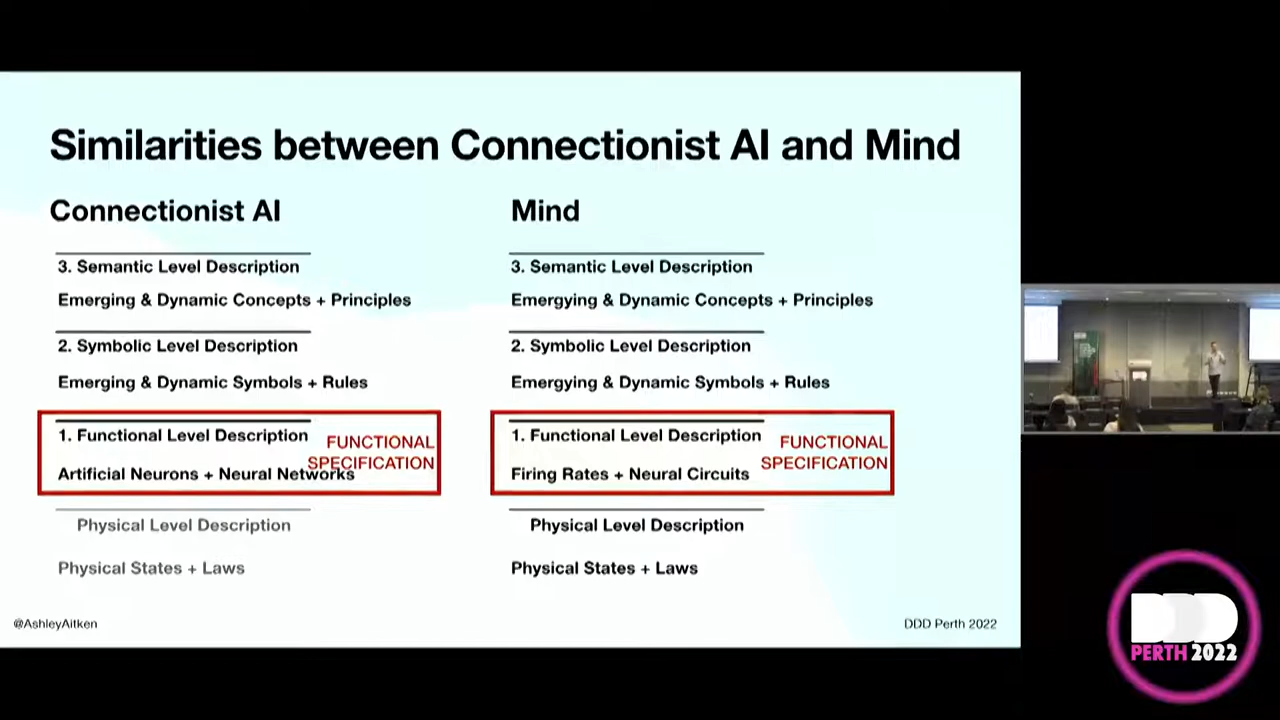 Similarities between Connectionist AI and Mind
Connectionist AI
3. Semantic Level Description
Emerging & Dynamic Concepts + Principles
2. Symbolic Level Description
Emerging & Dynamic Symbols + Rules
1. Functional Level Description
FUNCTIONAL
SPECIFICATION
Artificial Neurons + Neural Networks
Physical Level Description
Physical States + Laws
Mind
3. Semantic Level Description
Emergying & Dynamic Concepts + Principles
2. Symbolic Level Description
Emergying & Dynamic Symbols + Rules
1. Functional Level Description
FUNCTIONAL
SPECIFICATION
Firing Rates + Neural Circuits
Physical Level Description
Physical States + Laws
@AshleyAitken
DDD Perth 2022
DDD
PERTH 2022